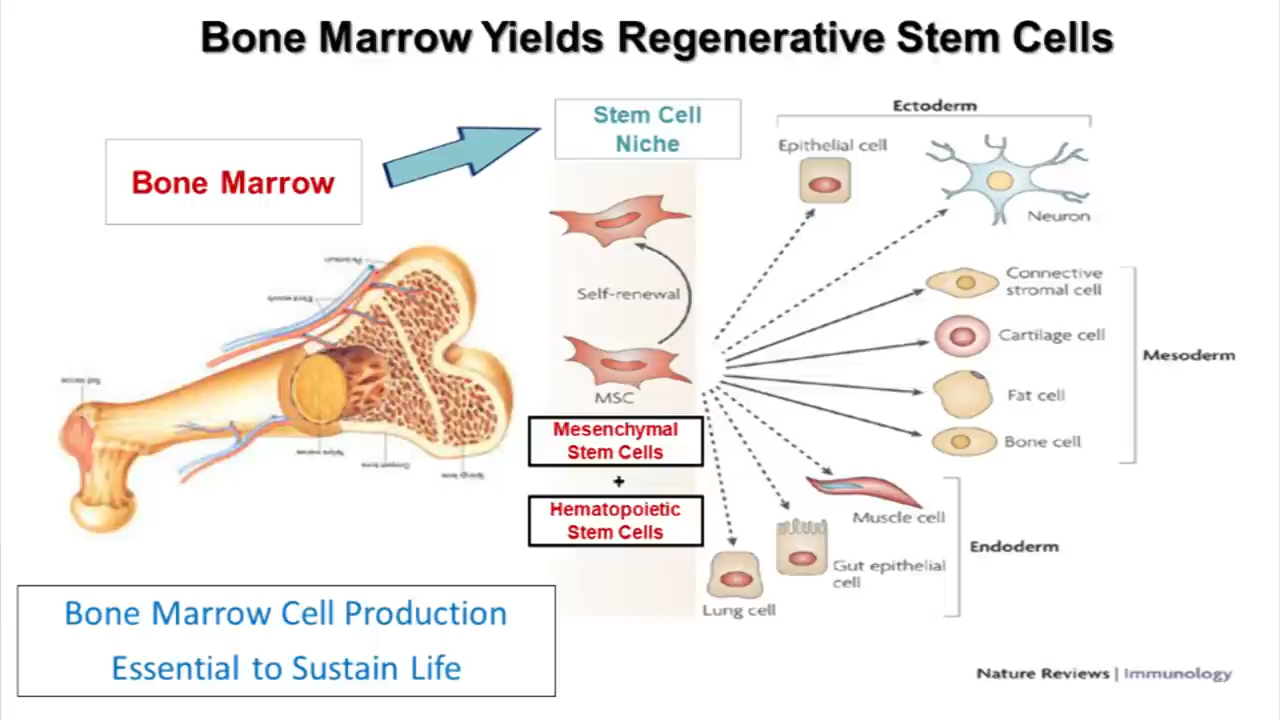 Bone Marrow Yields Regenerative Stem Cells
Bone Marrow
Stem Cell
Niche
Self-renewal
MSC
Mesenchymal
Stem Cells
+
Hematopoietic
Stem Cells
Ectoderm
Epithelial cell
Neuron
Connective
stromal cell
Cartilage cell
Fat cell
Bone cell
Mesoderm
Muscle cell
Gut epithelial
cell
Lung cell
Endoderm
Bone Marrow Cell Production
Essential to Sustain Life
Nature Reviews | Immunology